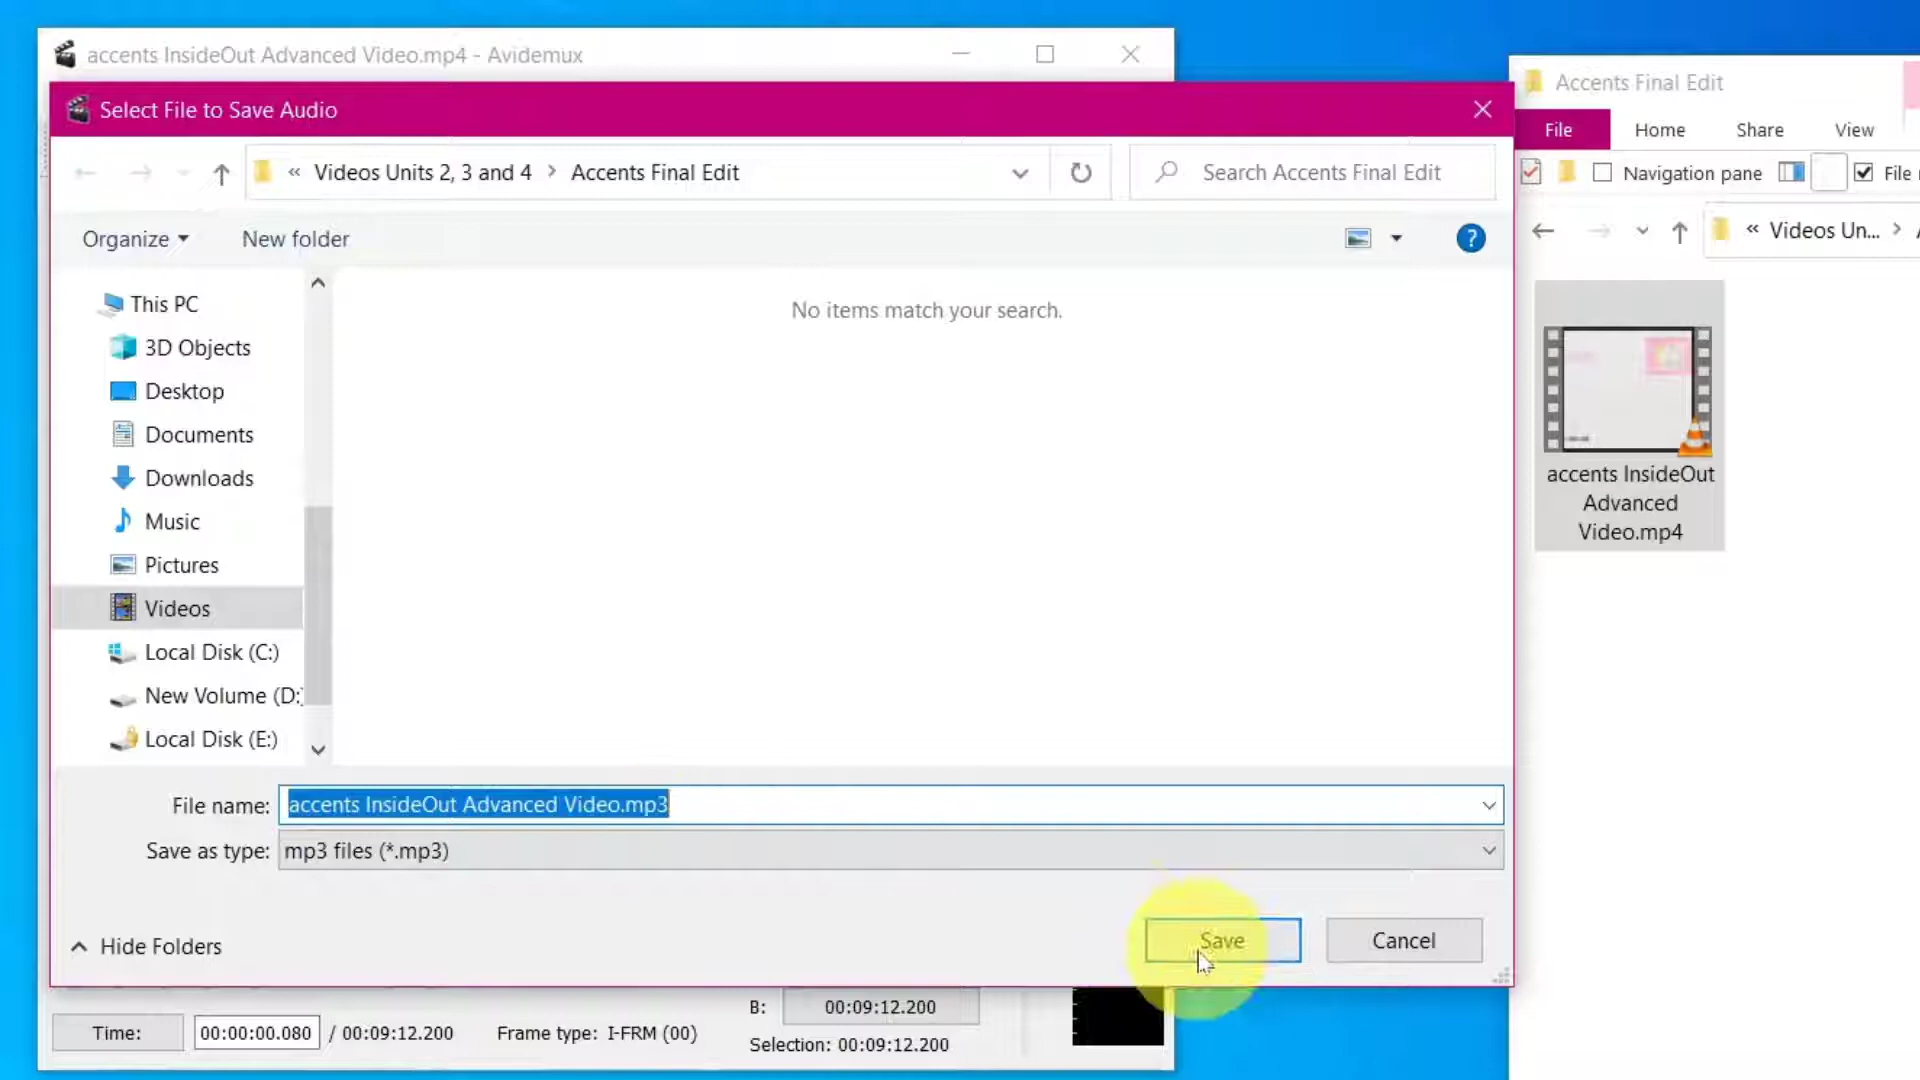 accents InsideOut Advanced Video.mp4 - Avidemux
Select File to Save Audio
« Videos Units 2, 3 and 4 > Accents Final Edit
Search Accents Final Edit
Organize
New folder
?
This PC
3D Objects
Desktop
Documents
Downloads
Music
Pictures
Videos
Local Disk (C:)
New Volume (D:)
Local Disk (E:)
No items match your search.
File name: accents InsideOut Advanced Video.mp3
Save as type: mp3 files (*.mp3)
Hide Folders
Save
Cancel
B: 00:09:12.200
Time: 00:00:00.080 / 00:09:12.200 Frame type: I-FRM (00)
Selection: 00:09:12.200
Accents Final Edit
File Home Share View
Navigation pane
File
« Videos Un... >
accents InsideOut
Advanced
Video.mp4